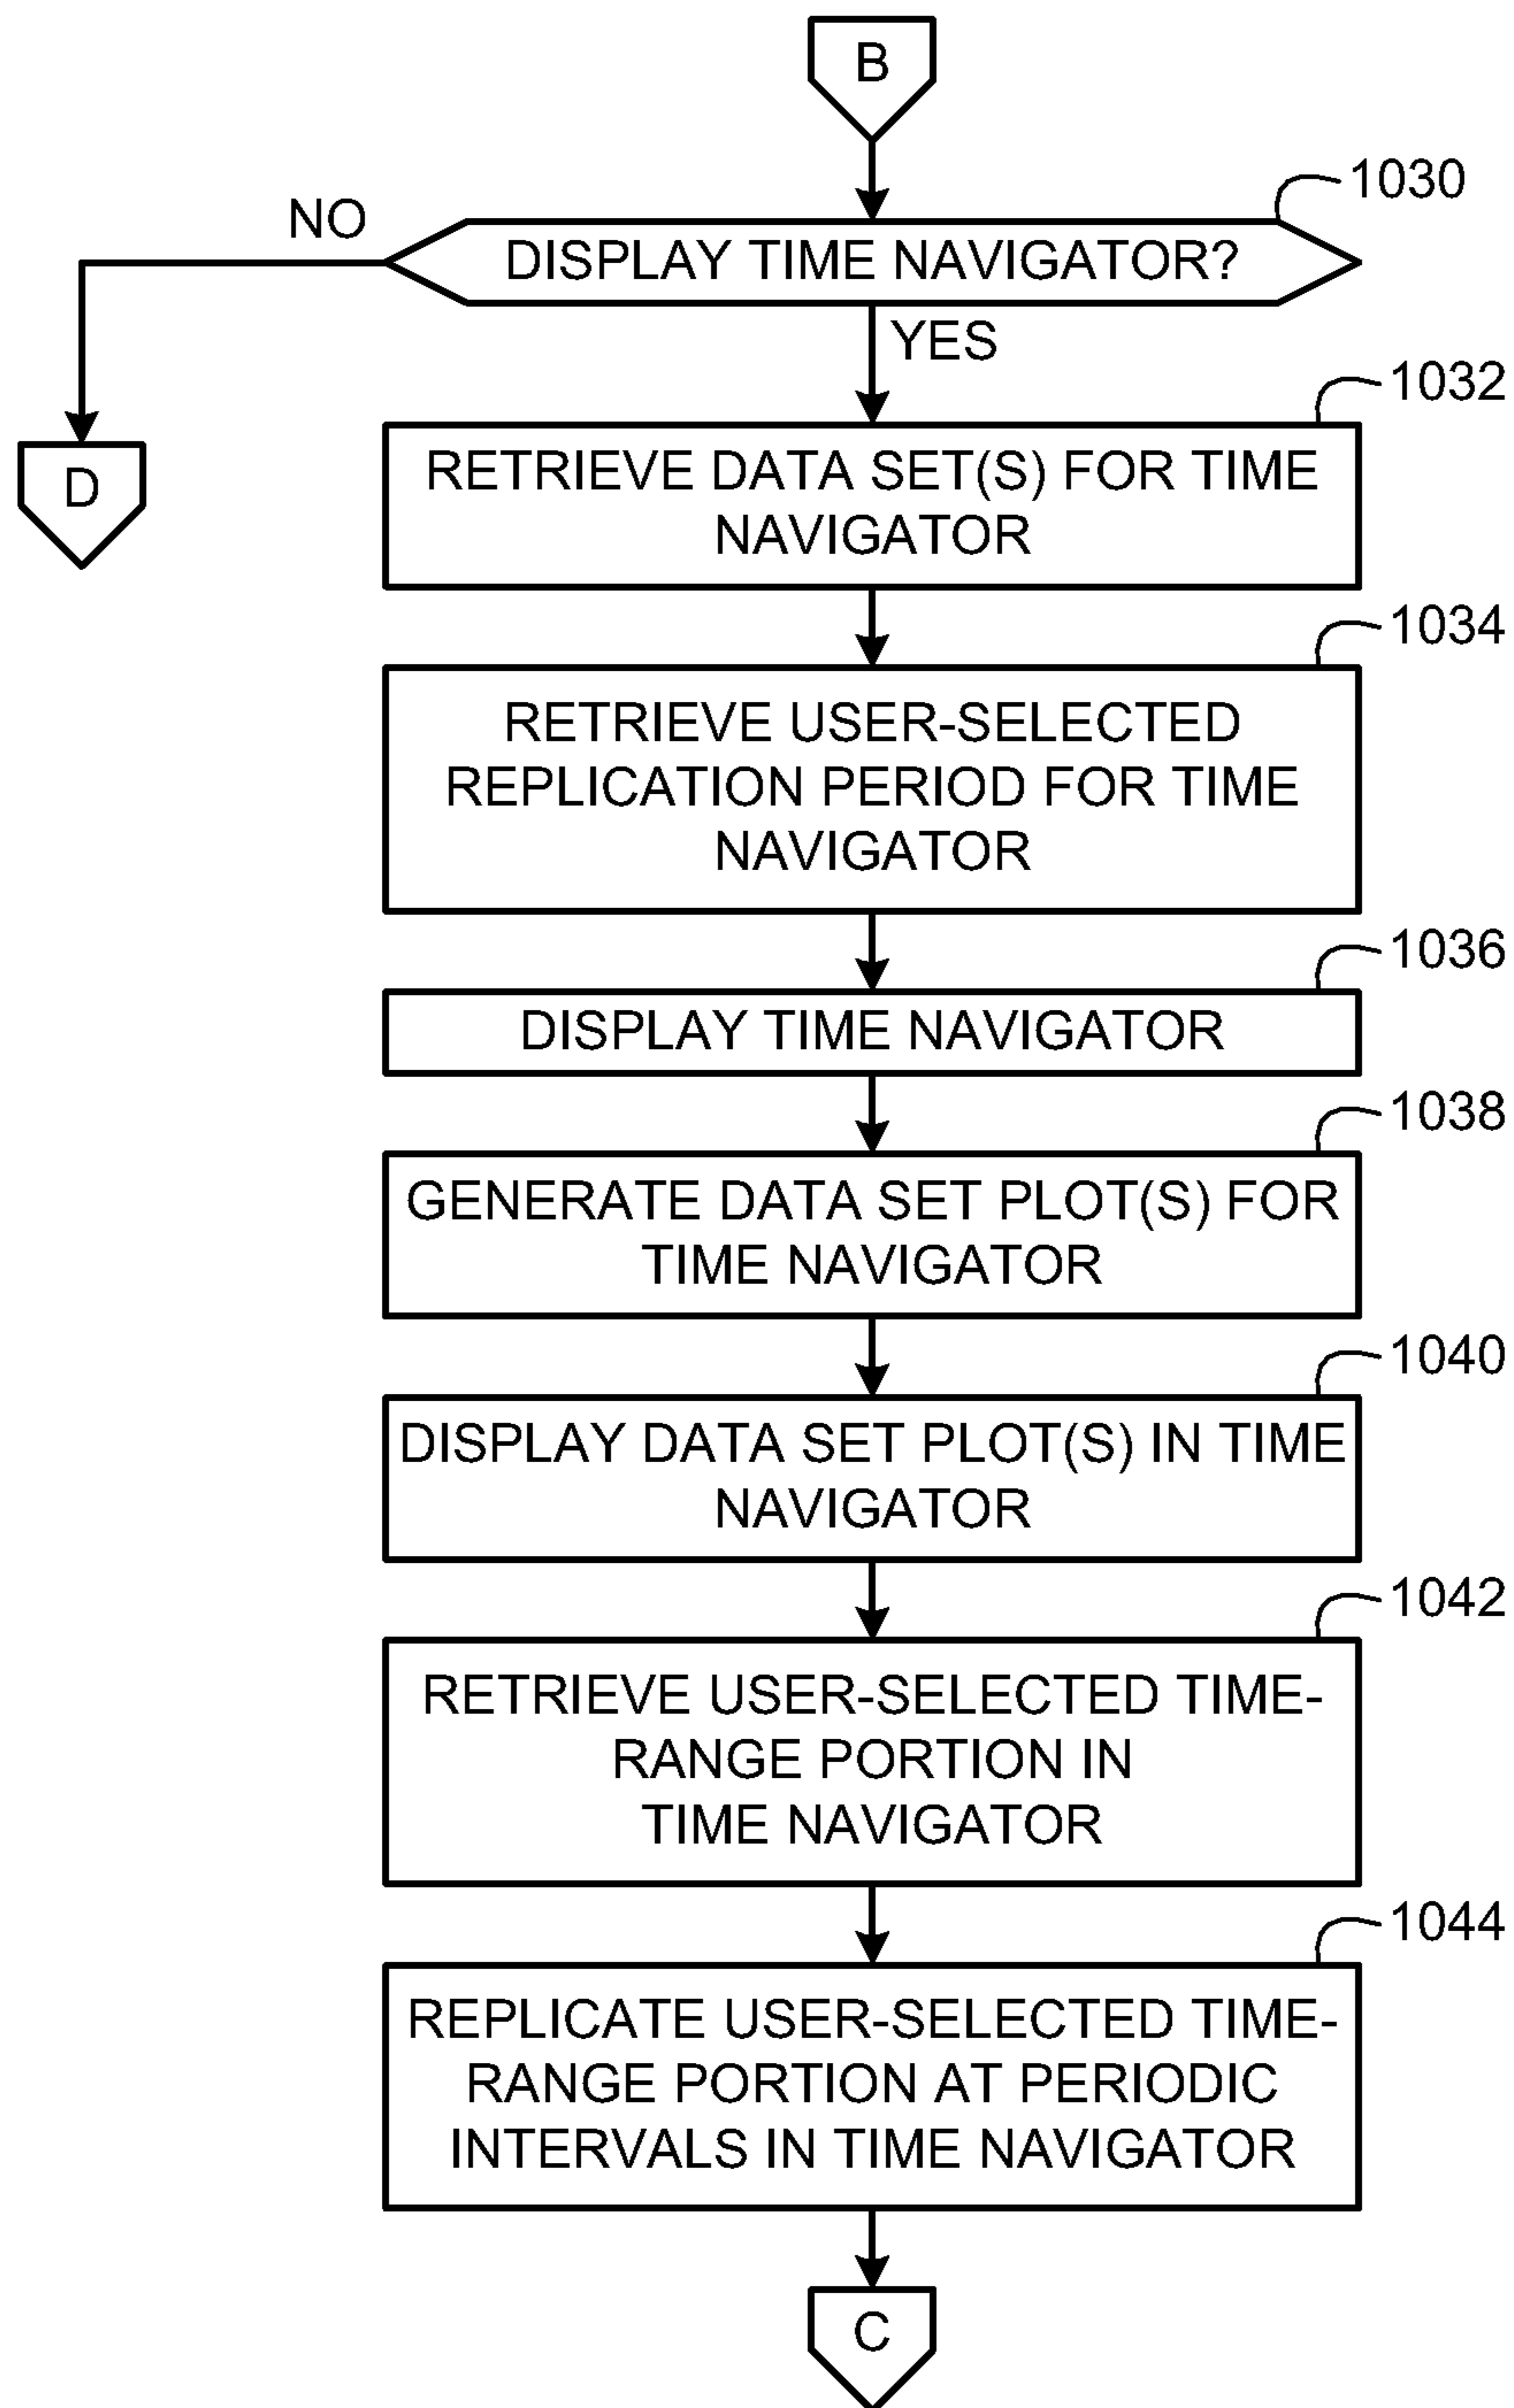 B
1030
NO
DISPLAY TIME NAVIGATOR?
YES
1032
D
RETRIEVE DATA SET(S) FOR TIME
NAVIGATOR
1034
RETRIEVE USER-SELECTED
REPLICATION PERIOD FOR TIME
NAVIGATOR
1036
DISPLAY TIME NAVIGATOR
1038
GENERATE DATA SET PLOT(S) FOR
TIME NAVIGATOR
1040
DISPLAY DATA SET PLOT(S) IN TIME
NAVIGATOR
1042
RETRIEVE USER-SELECTED TIME-
RANGE PORTION IN
TIME NAVIGATOR
1044
REPLICATE USER-SELECTED TIME-
RANGE PORTION AT PERIODIC
INTERVALS IN TIME NAVIGATOR
C